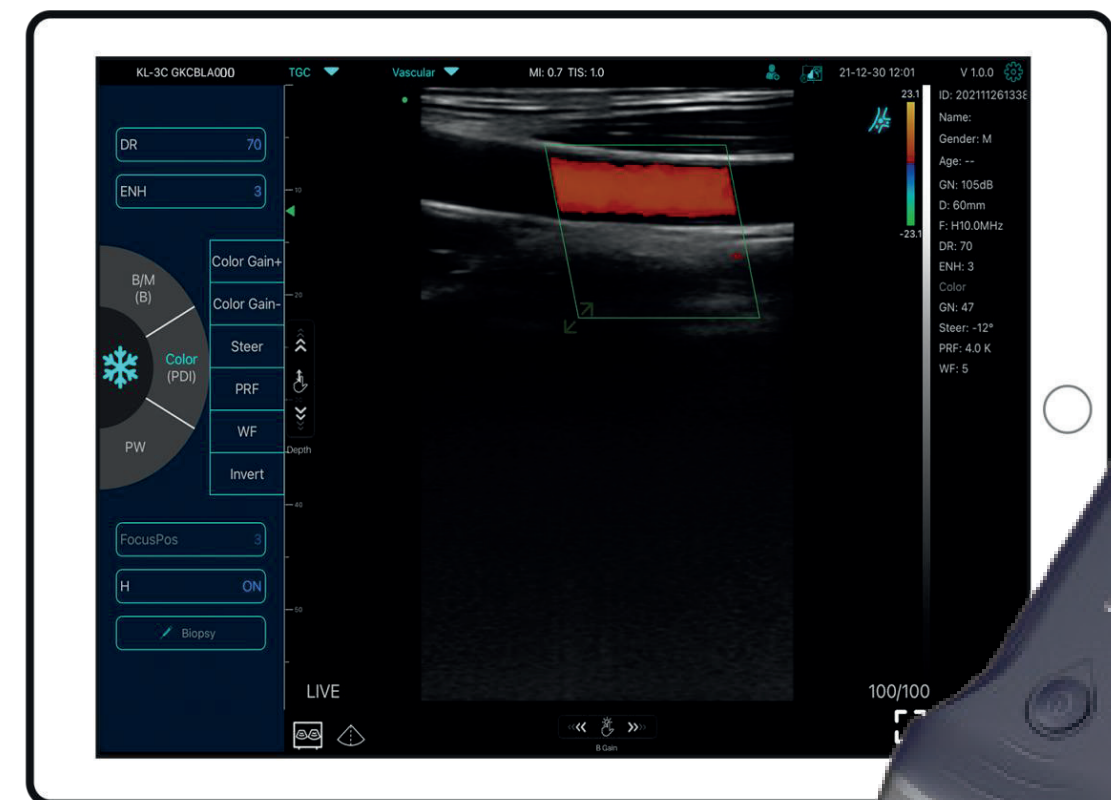 KL-3C GKCBLA000 TGC Vascular MI: 0.7 TIS: 1.0 21-12-30 12:01 V 1.0.0
DR 70
ENH 3
B/M
(B)
Color
(PDI)
PW
Color Gain+
Color Gain-
Steer
PRF
WF
Invert
FocusPos 3
H ON
Biopsy
10
20
Depth
40
50
LIVE
B Gain
100/100
23.1
-23.1
ID: 202111261338
Name:
Gender: M
Age: --
GN: 105dB
D: 60mm
F: H10.0MHz
DR: 70
ENH: 3
Color
GN: 47
Steer: -12°
PRF: 4.0 K
WF: 5